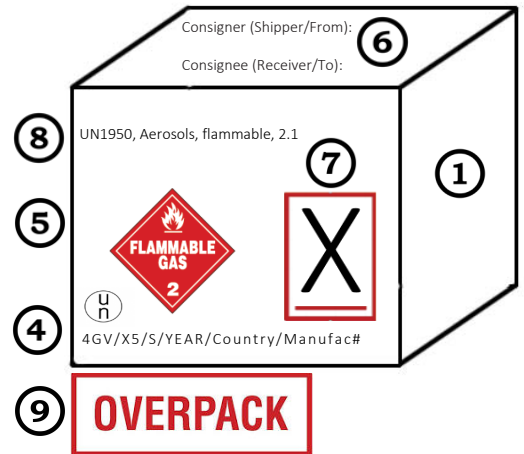 Consigner (Shipper/From):
6
Consignee (Receiver/To):
8
UN1950, Aerosols, flammable, 2.1
7
1
5
FLAMMABLE
GAS
2
X
u
n
4
4GV/X5/S/YEAR/Country/Manufac#
9
OVERPACK